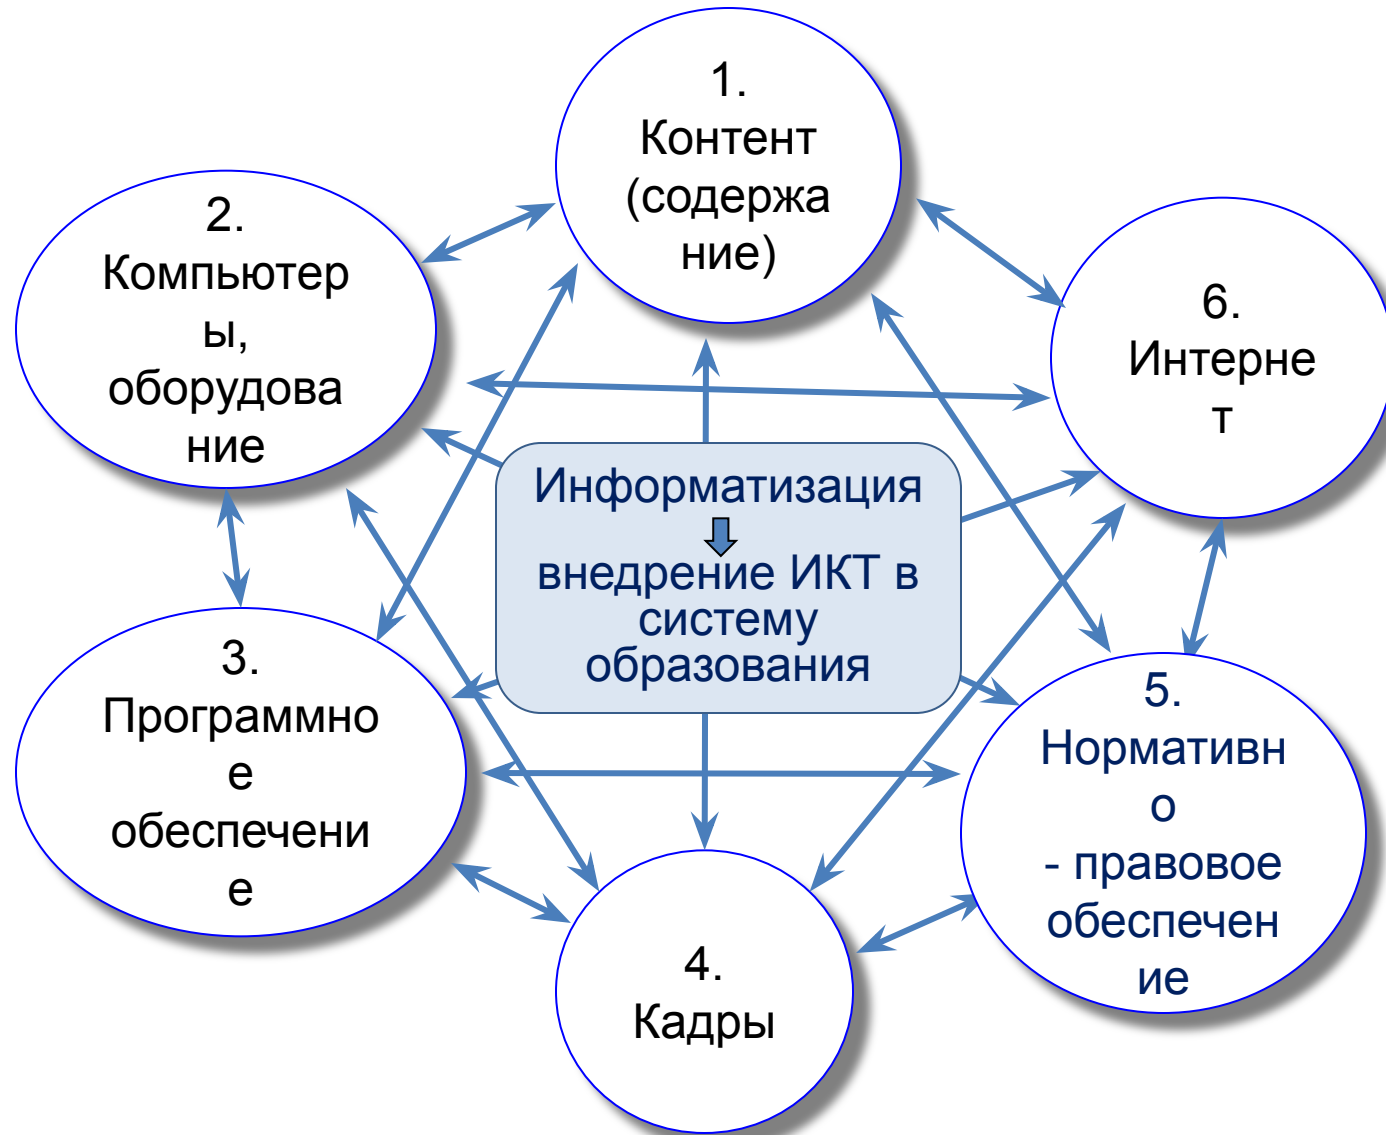 1.
Контент
(содержа
ние)
2.
Компьютер
ы,
оборудова
ние
6.
Интерне
т
Информатизация
внедрение ИКТ в
систему
образования
3.
Программно
е
обеспечени
е
5.
Нормативн
о
- правовое
обеспечен
ие
4.
Кадры